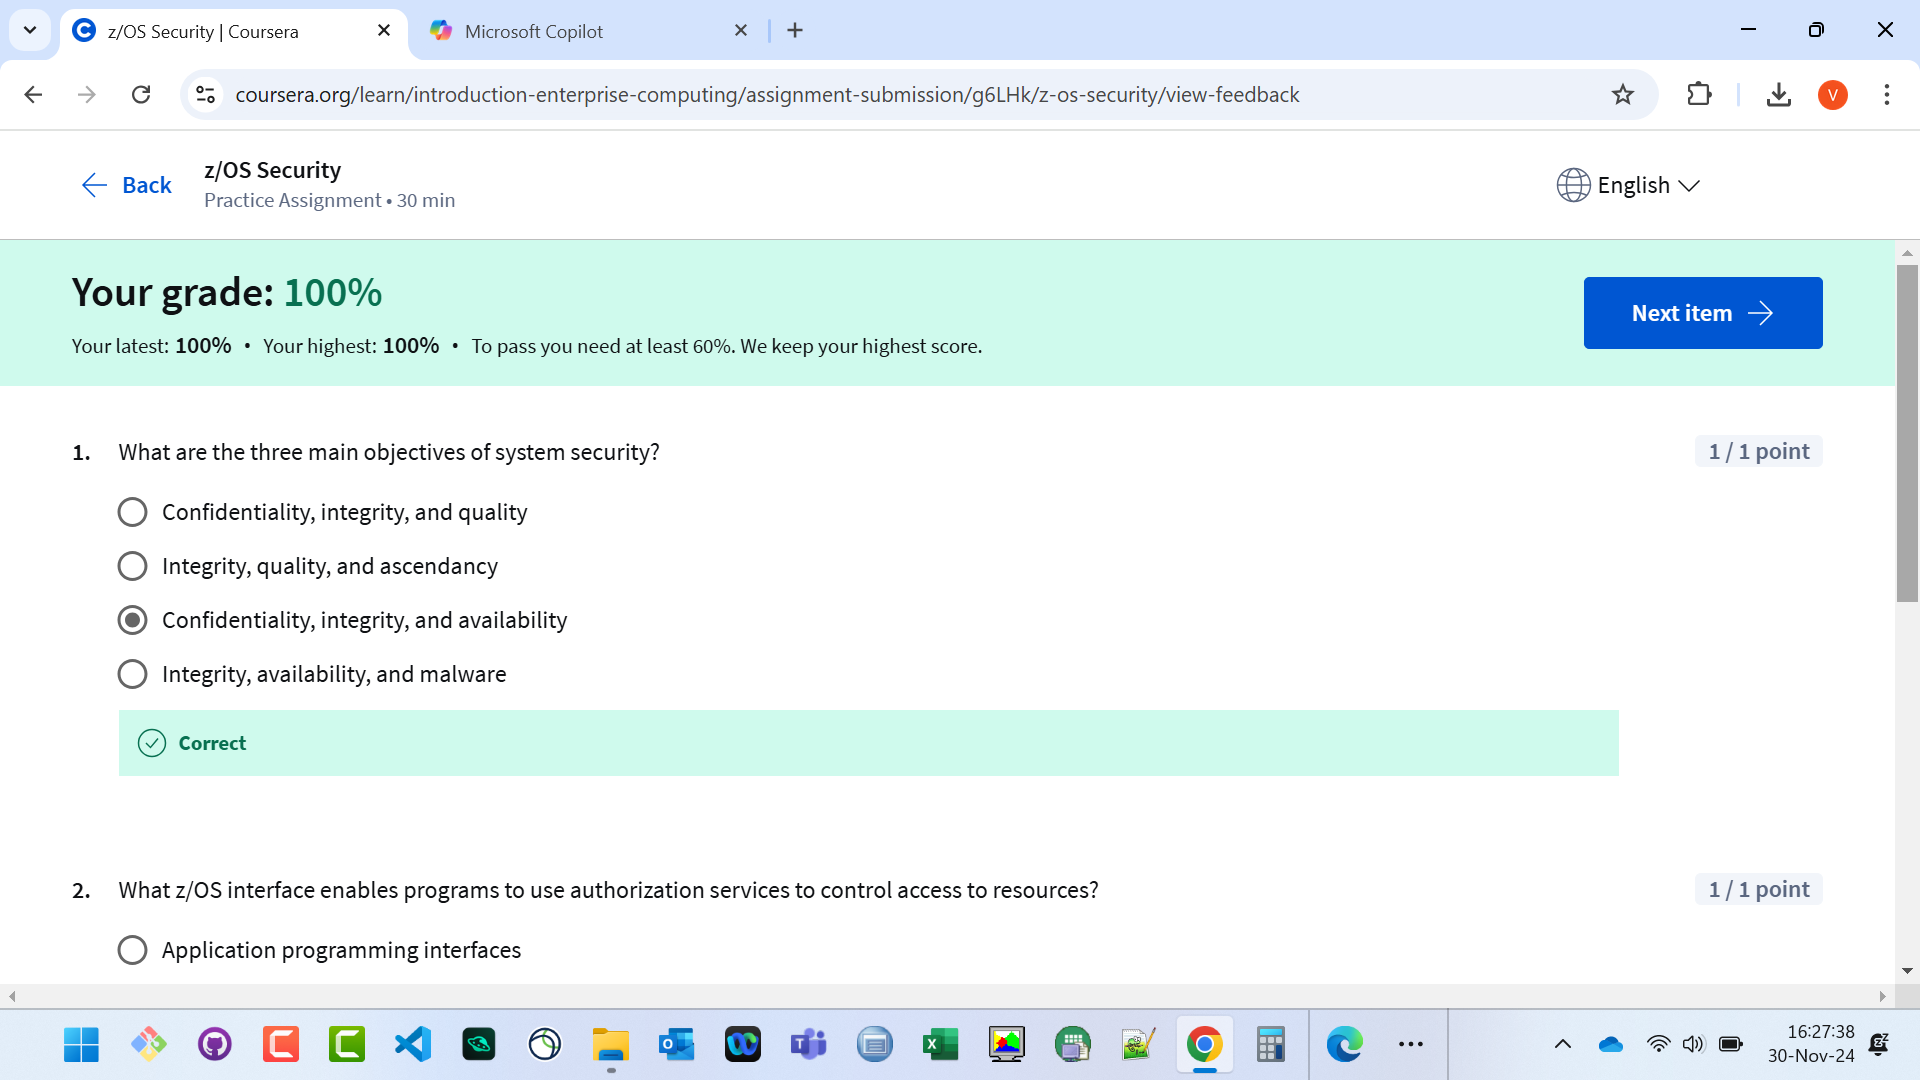 z/OS Security | Coursera
Microsoft Copilot
coursera.org/learn/introduction-enterprise-computing/assignment-submission/g6LHk/z-os-security/view-feedback
V
Back
z/OS Security
Practice Assignment • 30 min
English
Your grade: 100%
Your latest: 100% • Your highest: 100% • To pass you need at least 60%. We keep your highest score.
Next item
1. What are the three main objectives of system security?
1 / 1 point
Confidentiality, integrity, and quality
Integrity, quality, and ascendancy
Confidentiality, integrity, and availability
Integrity, availability, and malware
Correct
2. What z/OS interface enables programs to use authorization services to control access to resources?
1 / 1 point
Application programming interfaces
16:27:38
30-Nov-24